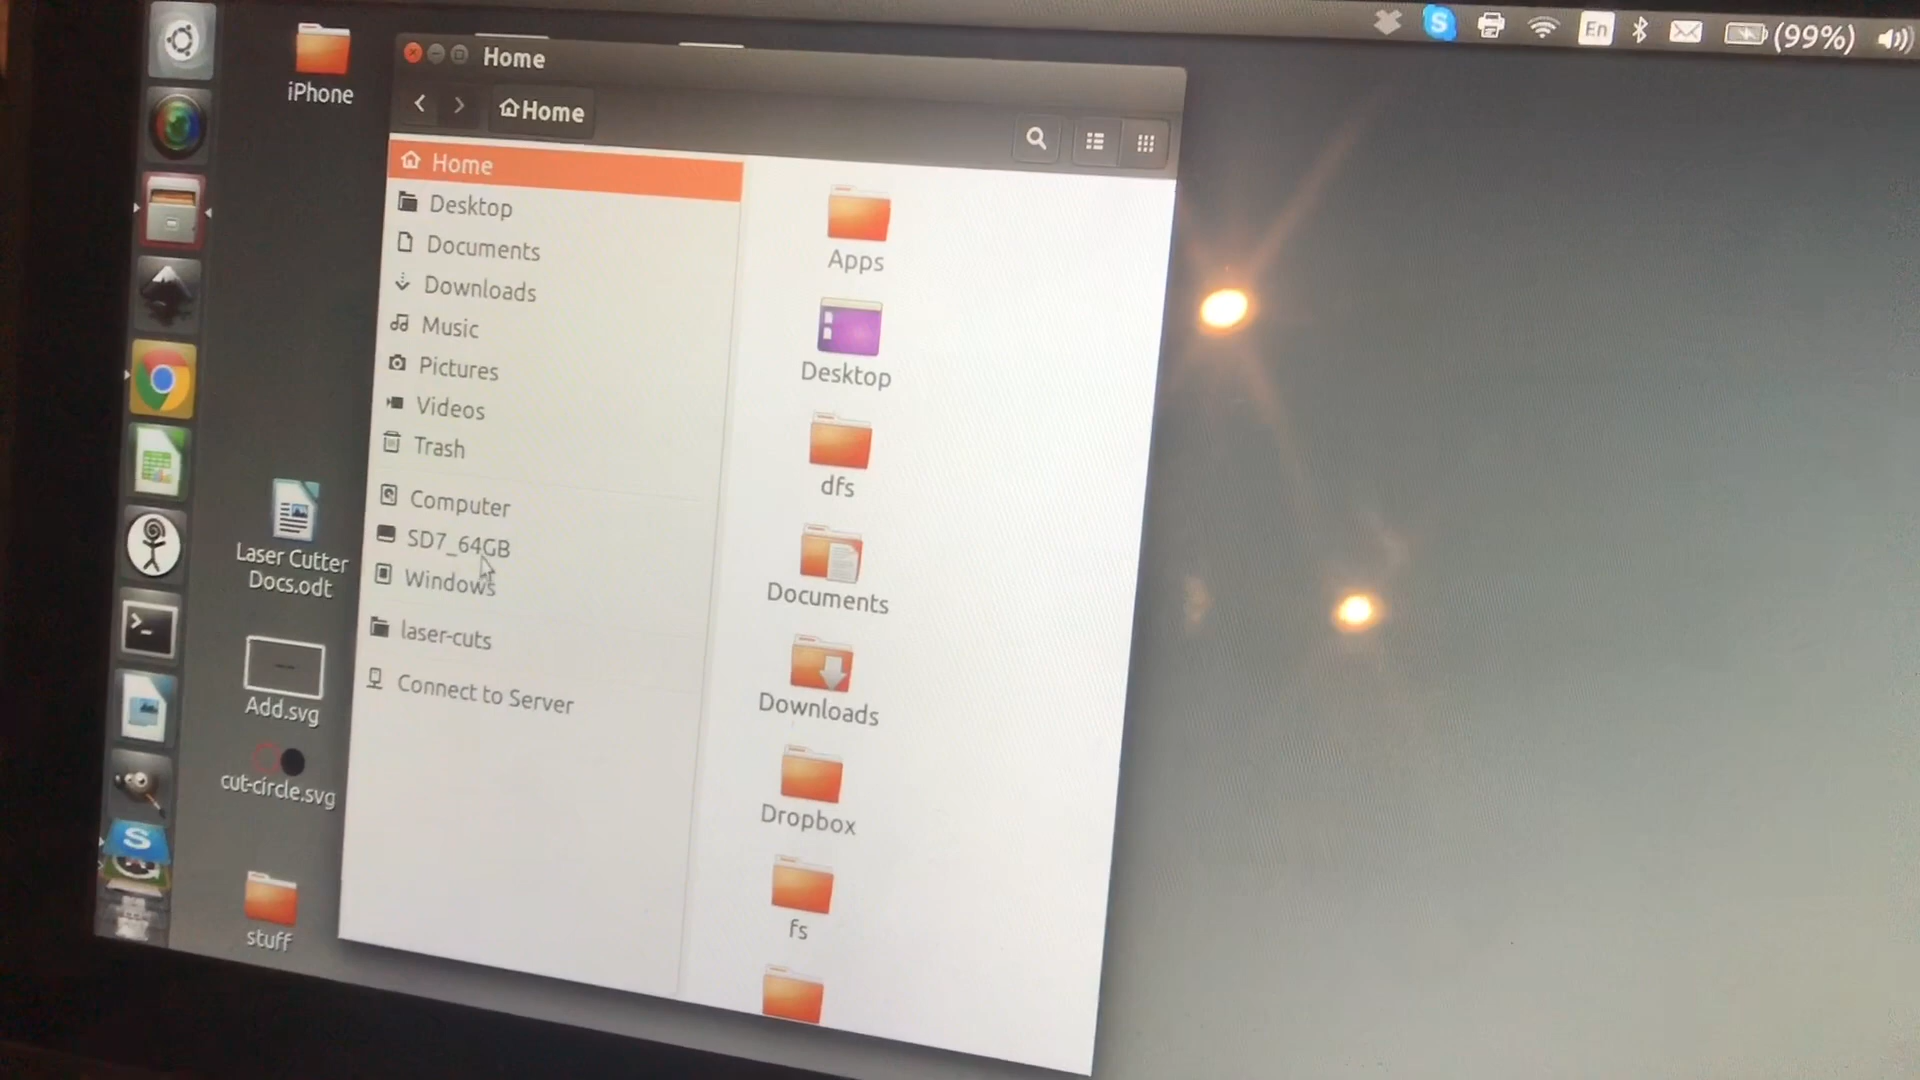 En
(99%)
iPhone
Home
Home
Home
Desktop
Documents
Downloads
Music
Pictures
Videos
Trash
Computer
SD7_64GB
Windows
laser-cuts
Connect to Server
Apps
Desktop
dfs
Documents
Downloads
Dropbox
fs
Laser Cutter
Docs.odt
Add.svg
cut-circle.svg
stuff
S
S